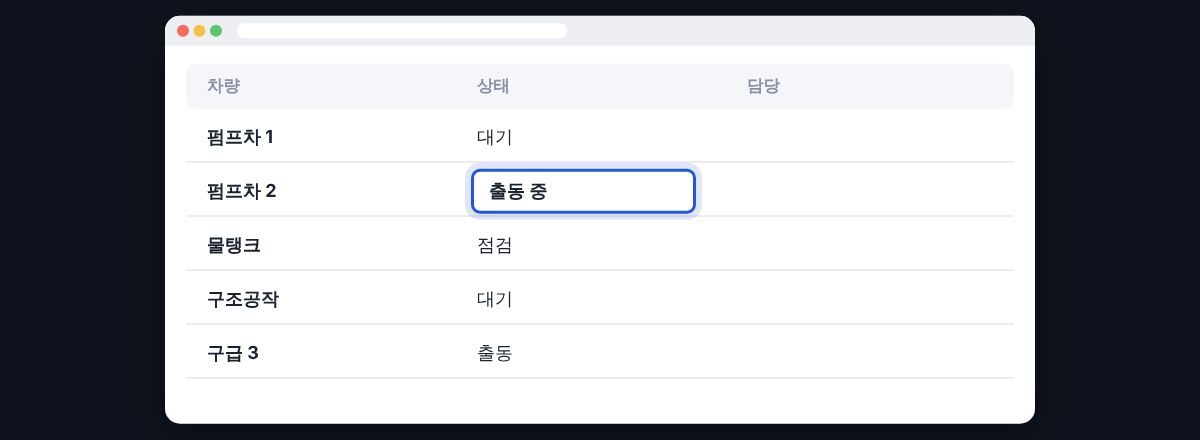 차량 상태 담당
펌프차 1 대기
펌프차 2 출동 중
물탱크 점검
구조공작 대기
구급 3 출동